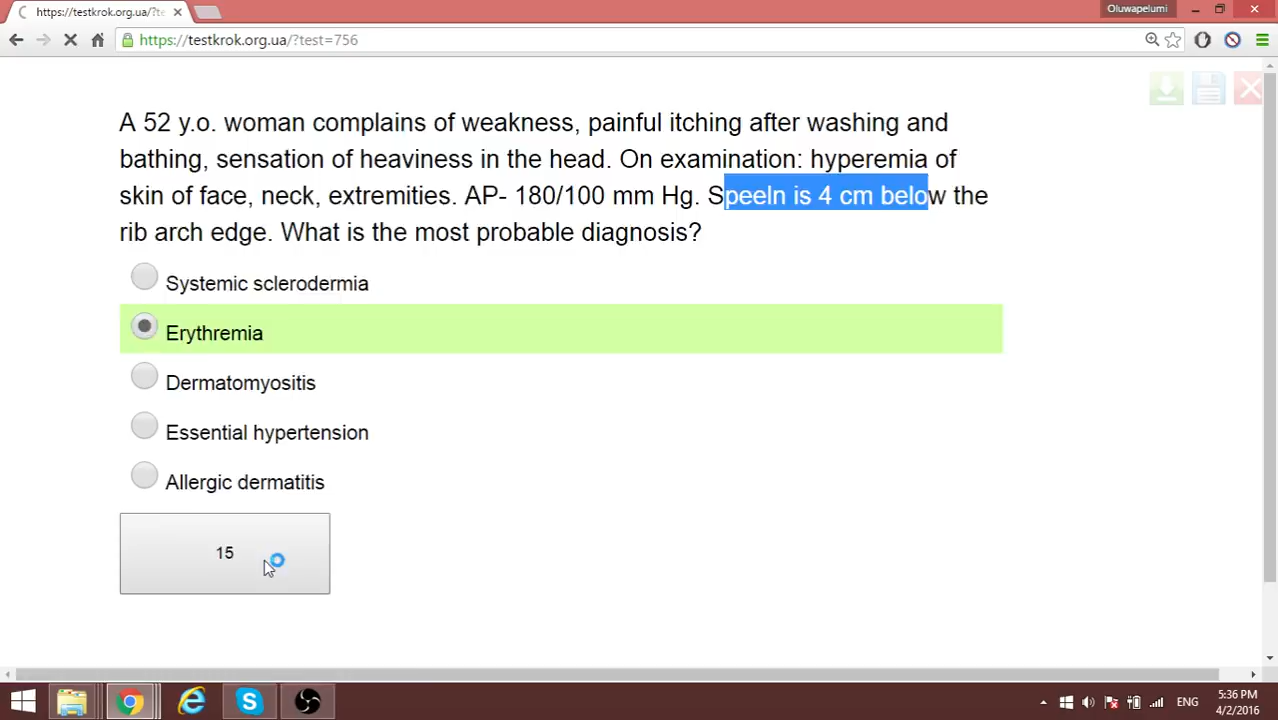 https://testkrok.org.ua/?te
Oluwapelumi
https://testkrok.org.ua/?test=756
A 52 y.o. woman complains of weakness, painful itching after washing and
bathing, sensation of heaviness in the head. On examination: hyperemia of
skin of face, neck, extremities. AP- 180/100 mm Hg. Speeln is 4 cm below the
rib arch edge. What is the most probable diagnosis?
Systemic sclerodermia
Erythremia
Dermatomyositis
Essential hypertension
Allergic dermatitis
15
ENG
5:36 PM
4/2/2016